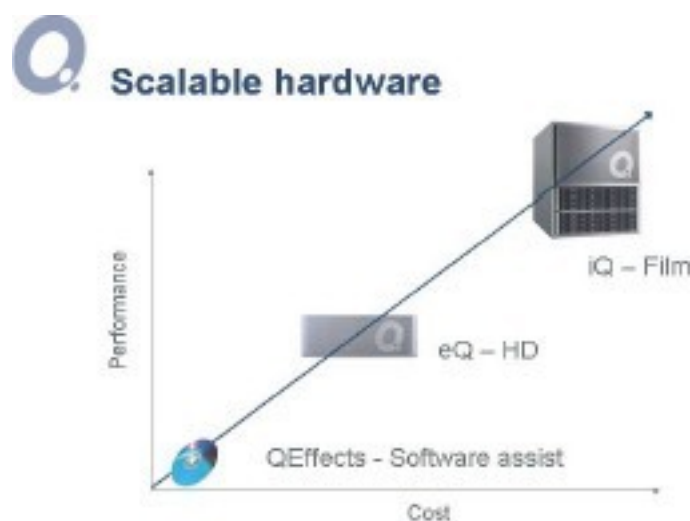 Scalable hardware
iQ – Film
Performance
eQ – HD
QEffects - Software assist
Cost